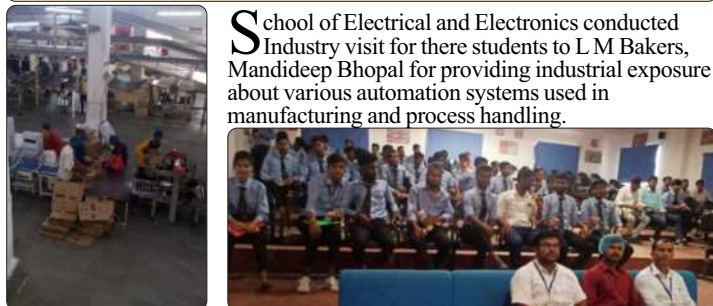 School of Electrical and Electronics conducted
Industry visit for there students to L M Bakers,
Mandideep Bhopal for providing industrial exposure
about various automation systems used in
manufacturing and process handling.